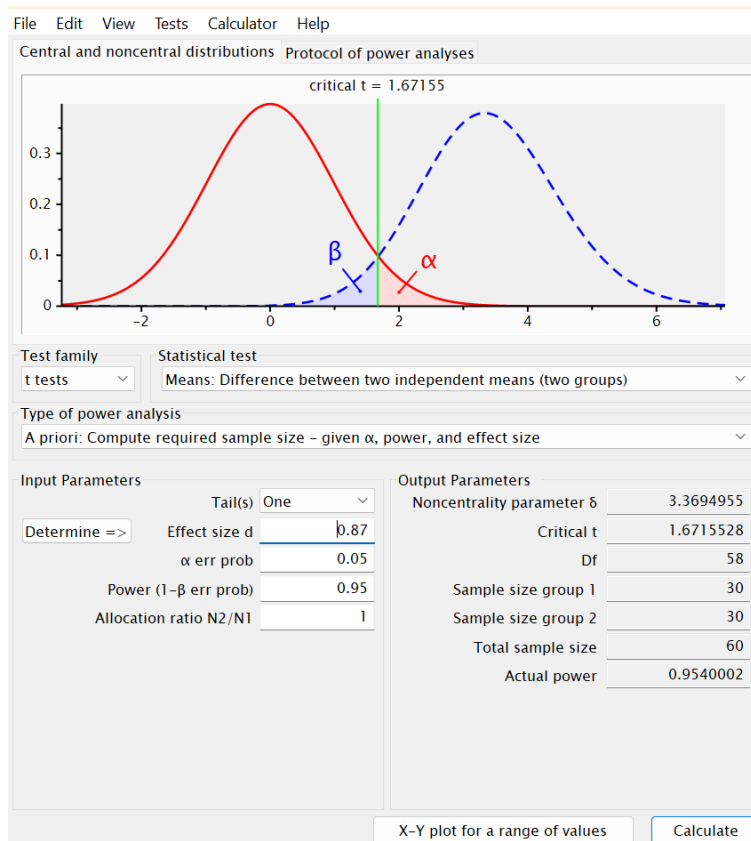 File Edit View Tests Calculator Help
Central and noncentral distributions Protocol of power analyses
critical t = 1.67155
0.3
0.2
0.1
0
β
α
−2 0 2 4 6
Test family
t tests
Statistical test
Means: Difference between two independent means (two groups)
Type of power analysis
A priori: Compute required sample size – given α, power, and effect size
Input Parameters
Tail(s) One
Determine => Effect size d 0.87
α err prob 0.05
Power (1−β err prob) 0.95
Allocation ratio N2/N1 1
Output Parameters
Noncentrality parameter δ 3.3694955
Critical t 1.6715528
Df 58
Sample size group 1 30
Sample size group 2 30
Total sample size 60
Actual power 0.9540002
X−Y plot for a range of values Calculate